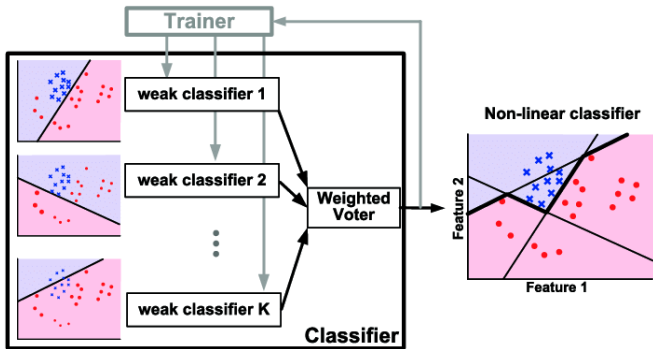 Trainer
weak classifier 1
weak classifier 2
weak classifier K
Weighted
Voter
Classifier
Non-linear classifier
Feature 2
Feature 1